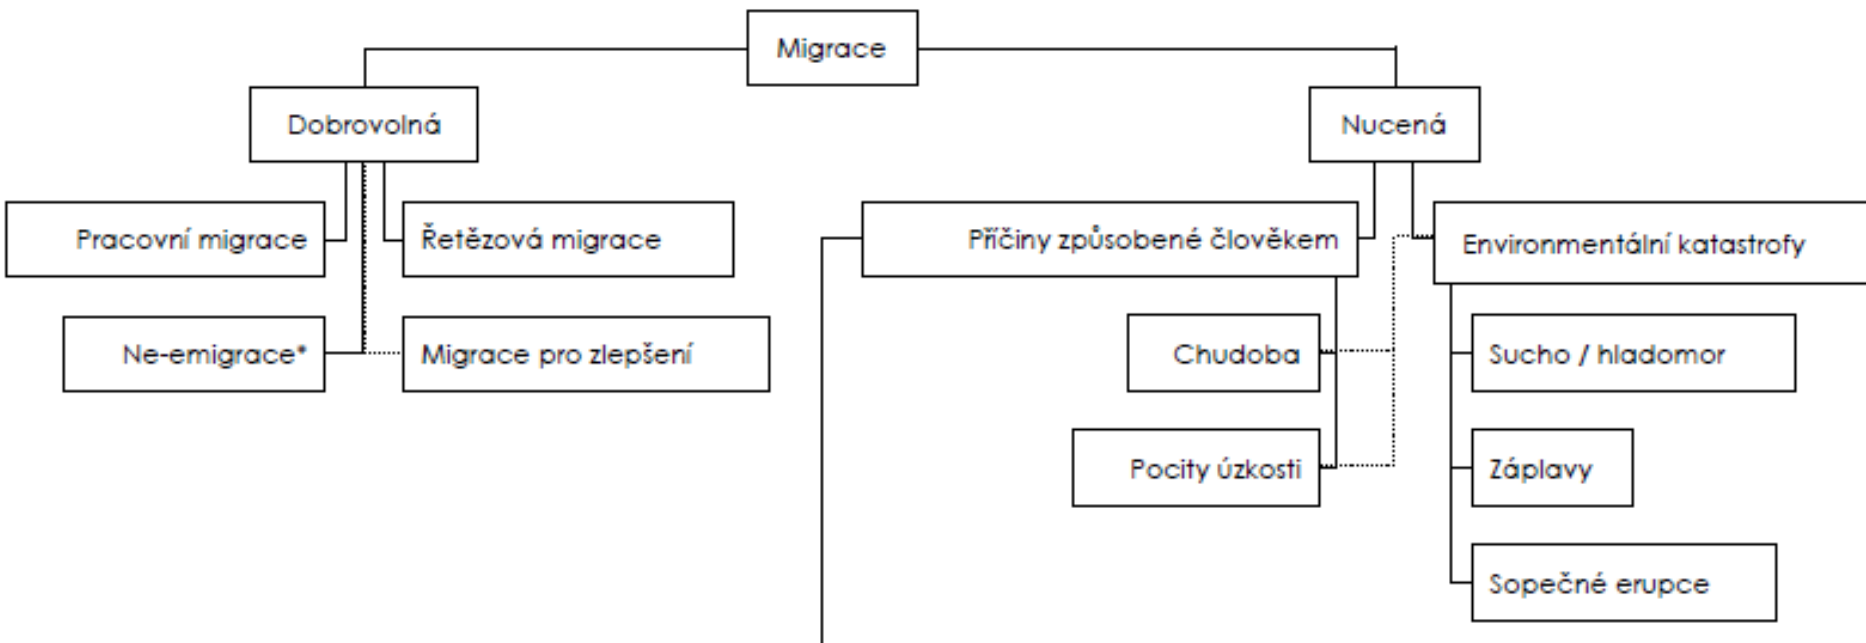 Migrace
Dobrovolná
Nucená
Pracovní migrace
Řetězová migrace
Příčiny způsobené člověkem
Environmentální katastrofy
Ne-emigrace*
Migrace pro zlepšení
Chudoba
Sucho / hladomor
Pocity úzkosti
Záplavy
Sopečné erupce